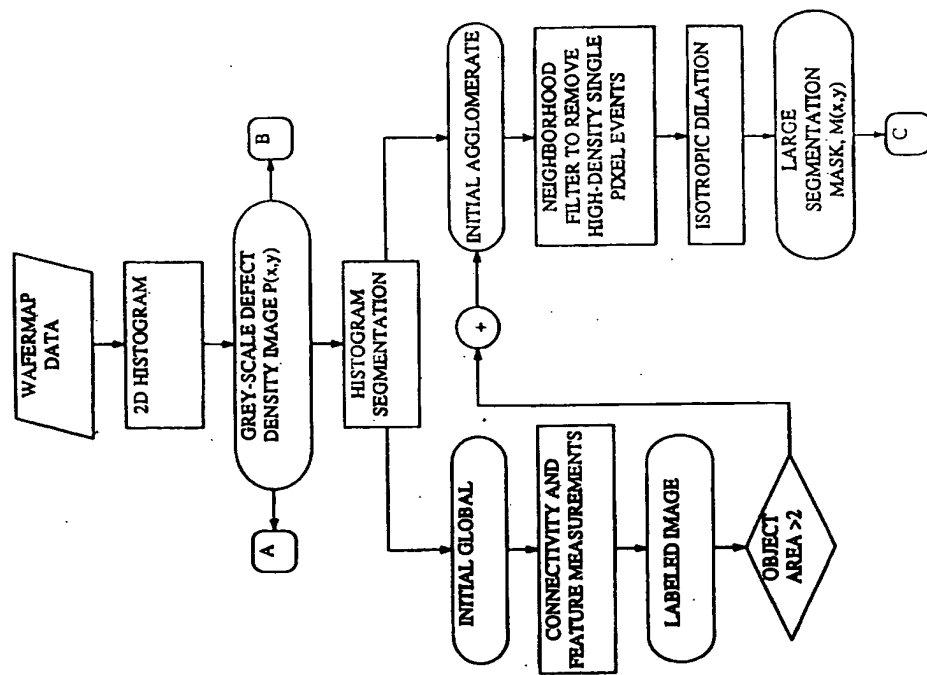 WAFERMAP
DATA
2D HISTOGRAM
A
GREY-SCALE DEFECT
DENSITY IMAGE P(x,y)
B
HISTOGRAM
SEGMENTATION
INITIAL GLOBAL
CONNECTIVITY AND
FEATURE MEASUREMENTS
LABELED IMAGE
OBJECT
AREA >2
+
INITIAL AGGLOMERATE
NEIGHBORHOOD
FILTER TO REMOVE
HIGH-DENSITY SINGLE
PIXEL EVENTS
ISOTROPIC DILATION
LARGE
SEGMENTATION
MASK, M(x,y)
C